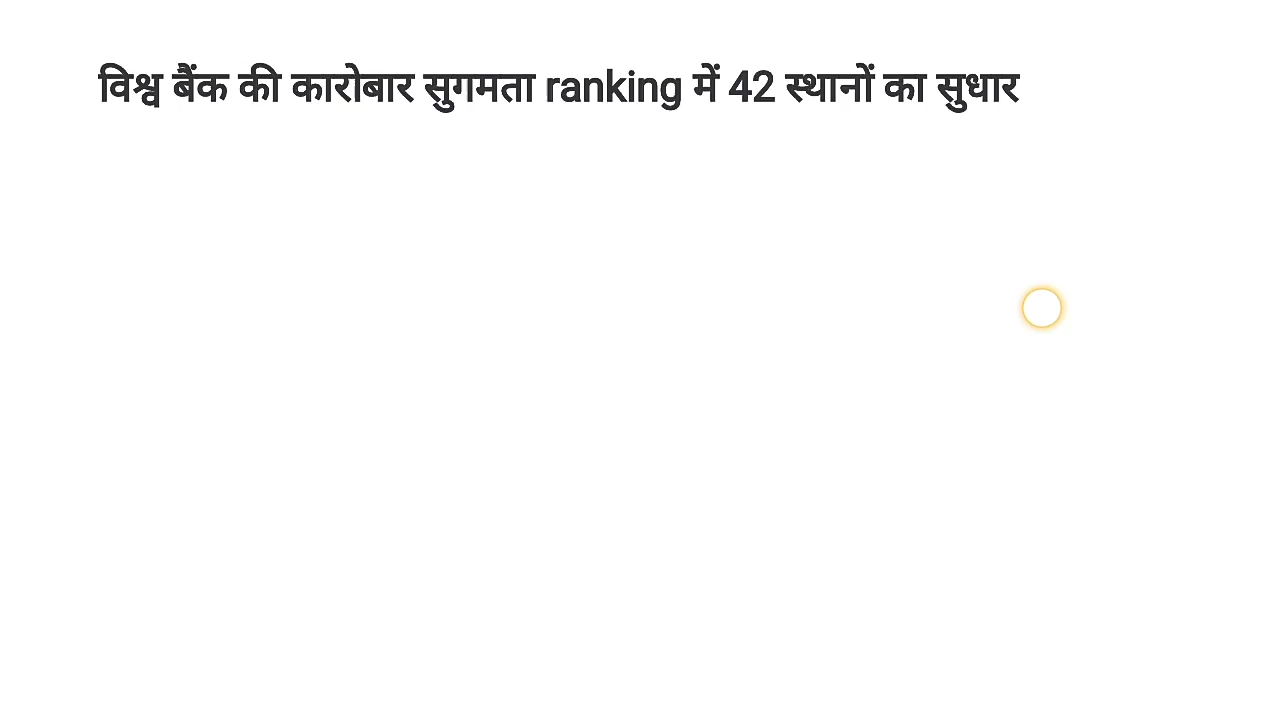 विश्व बैंक की कारोबार सुगमता ranking में 42 स्थानों का सुधार